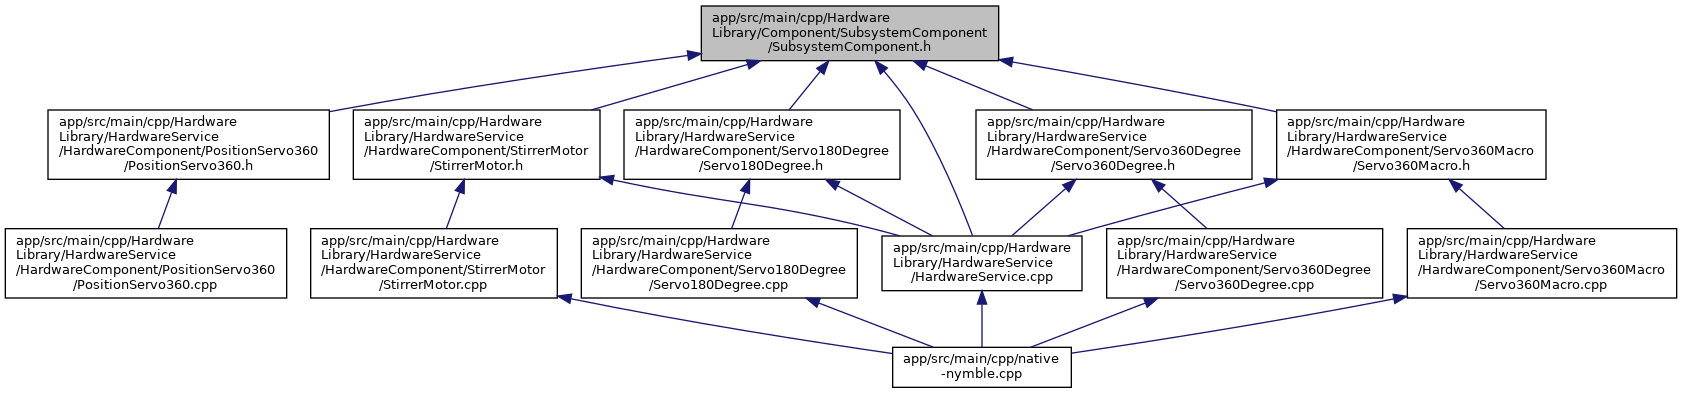 app/src/main/cpp/Hardware
Library/Component/SubsystemComponent
/SubsystemComponent.h
app/src/main/cpp/Hardware
Library/HardwareService
/HardwareComponent/PositionServo360
/PositionServo360.h
app/src/main/cpp/Hardware
Library/HardwareService
/HardwareComponent/StirrerMotor
/StirrerMotor.h
app/src/main/cpp/Hardware
Library/HardwareService
/HardwareComponent/Servo180Degree
/Servo180Degree.h
app/src/main/cpp/Hardware
Library/HardwareService
/HardwareComponent/Servo360Degree
/Servo360Degree.h
app/src/main/cpp/Hardware
Library/HardwareService
/HardwareComponent/Servo360Macro
/Servo360Macro.h
app/src/main/cpp/Hardware
Library/HardwareService
/HardwareComponent/PositionServo360
/PositionServo360.cpp
app/src/main/cpp/Hardware
Library/HardwareService
/HardwareComponent/StirrerMotor
/StirrerMotor.cpp
app/src/main/cpp/Hardware
Library/HardwareService
/HardwareComponent/Servo180Degree
/Servo180Degree.cpp
app/src/main/cpp/Hardware
Library/HardwareService
/HardwareService.cpp
app/src/main/cpp/Hardware
Library/HardwareService
/HardwareComponent/Servo360Degree
/Servo360Degree.cpp
app/src/main/cpp/Hardware
Library/HardwareService
/HardwareComponent/Servo360Macro
/Servo360Macro.cpp
app/src/main/cpp/native
-nymble.cpp